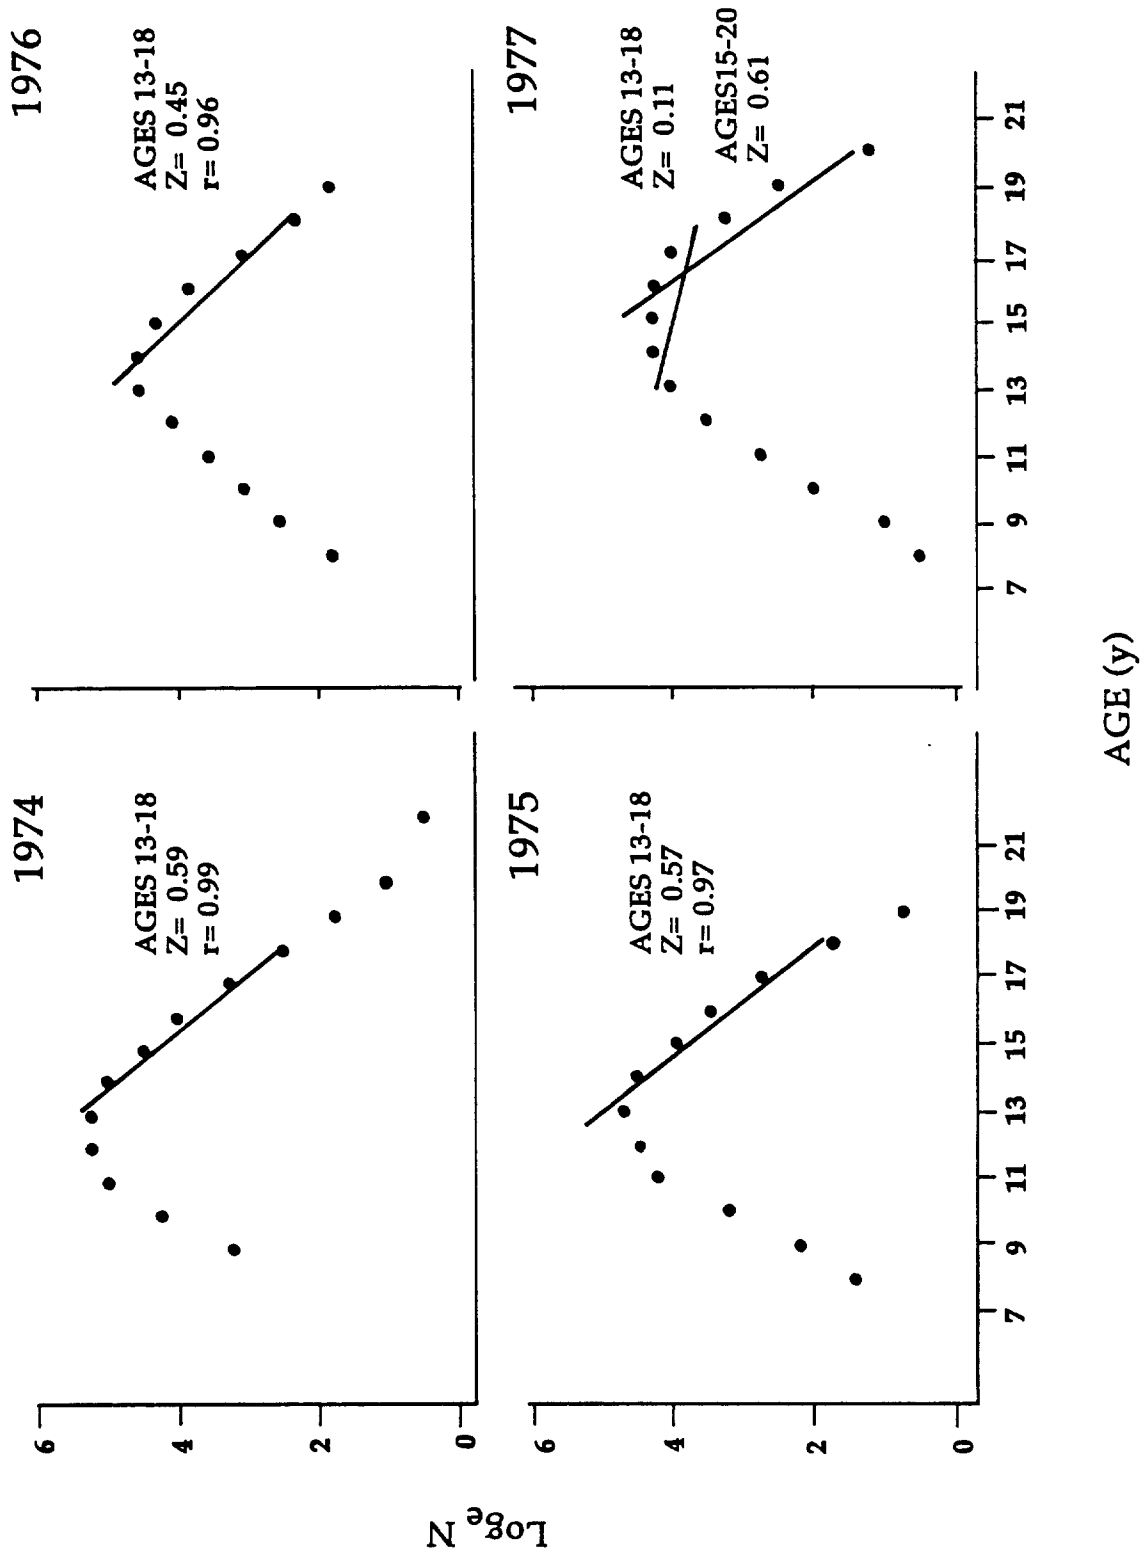 1974
AGES 13-18
Z= 0.59
r= 0.99
1976
AGES 13-18
Z= 0.45
r= 0.96
6
4
2
0
Loge N
1975
AGES 13-18
Z= 0.57
r= 0.97
1977
AGES 13-18
Z= 0.11
AGES15-20
Z= 0.61
6
4
2
0
7 9 11 13 15 17 19 21
7 9 11 13 15 17 19 21
AGE (y)